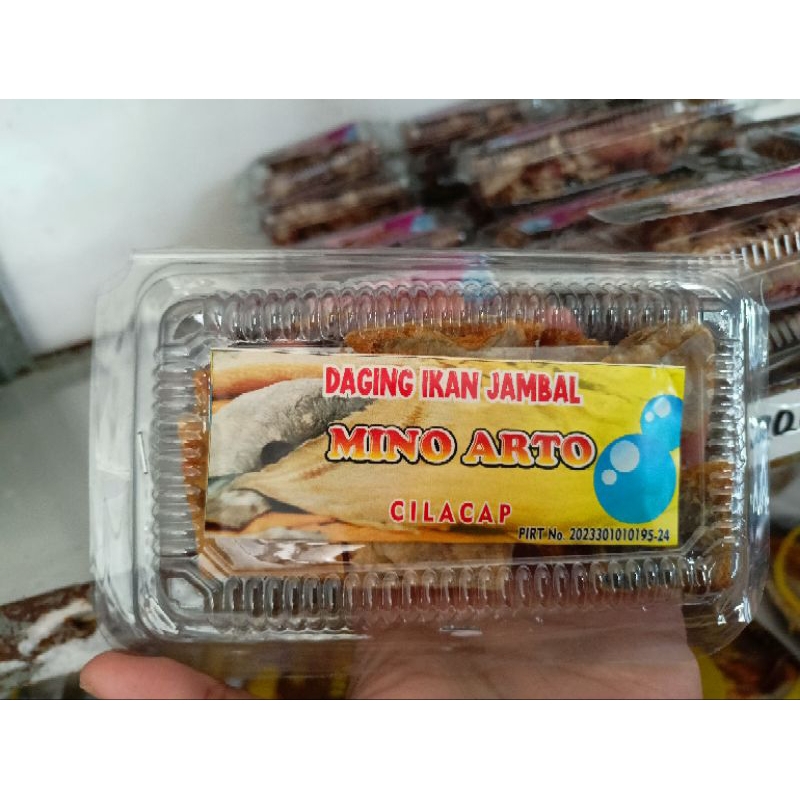 DAGING IKAN JAMBAL
MINO ARTO
CILACAP
PIRT No. 2023301010195-24